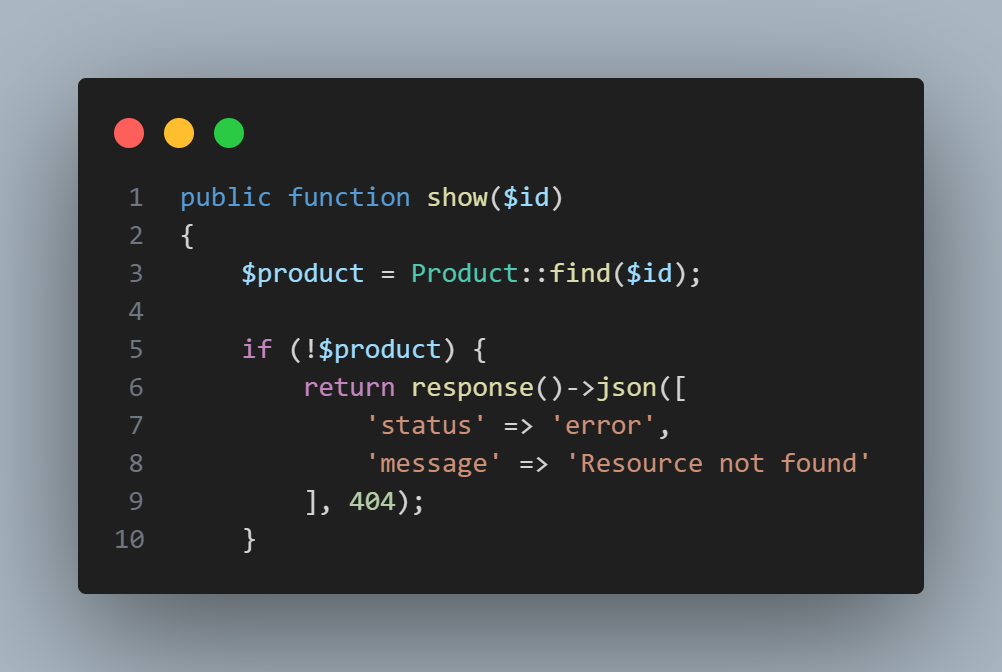 1 public function show($id)
2 {
3     $product = Product::find($id);
4
5     if (!$product) {
6         return response()->json([
7             'status' => 'error',
8             'message' => 'Resource not found'
9         ], 404);
10     }